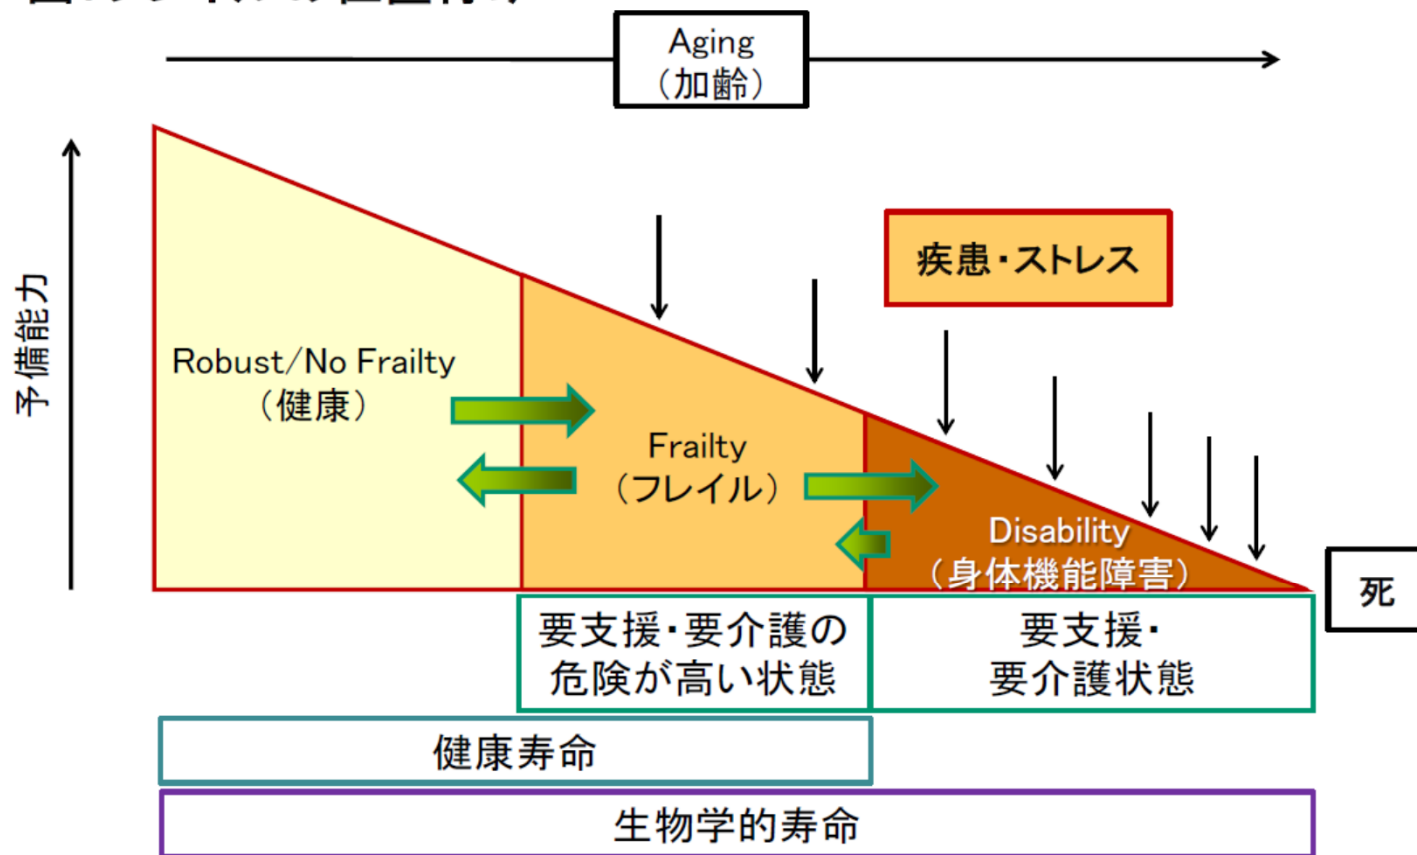 Aging
（加齢）
予備能力
疾患・ストレス
Robust/No Frailty
（健康）
Frailty
（フレイル）
Disability
（身体機能障害）
死
要支援・要介護の
危険が高い状態
要支援・
要介護状態
健康寿命
生物学的寿命